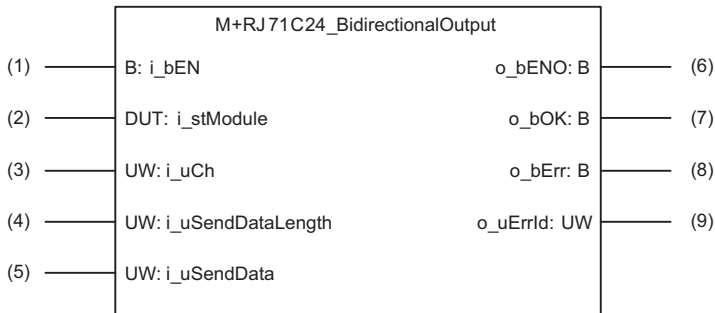 M+RJ71C24_BidirectionalOutput
(1) B: i_bEN o_bENO: B (6)
(2) DUT: i_stModule o_bOK: B (7)
(3) UW: i_uCh o_bErr: B (8)
(4) UW: i_uSendDataLength o_uErrId: UW (9)
(5) UW: i_uSendData